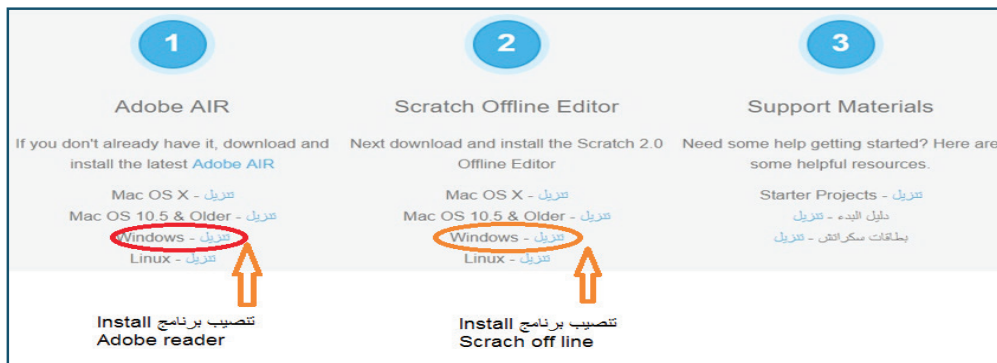 1
Adobe AIR
If you don't already have it, download and
install the latest Adobe AIR
Mac OS X - تنزيل
Mac OS 10.5 & Older - تنزيل
Windows - تنزيل
Linux - تنزيل
Install تنصيب برنامج
Adobe reader
2
Scratch Offline Editor
Next download and install the Scratch 2.0
Offline Editor
Mac OS X - تنزيل
Mac OS 10.5 & Older - تنزيل
Windows - تنزيل
Linux - تنزيل
Install تنصيب برنامج
Scrach off line
3
Support Materials
Need some help getting started? Here are
some helpful resources.
Starter Projects - تنزيل
دليل البدء - تنزيل
بطاقات سكراتش - تنزيل